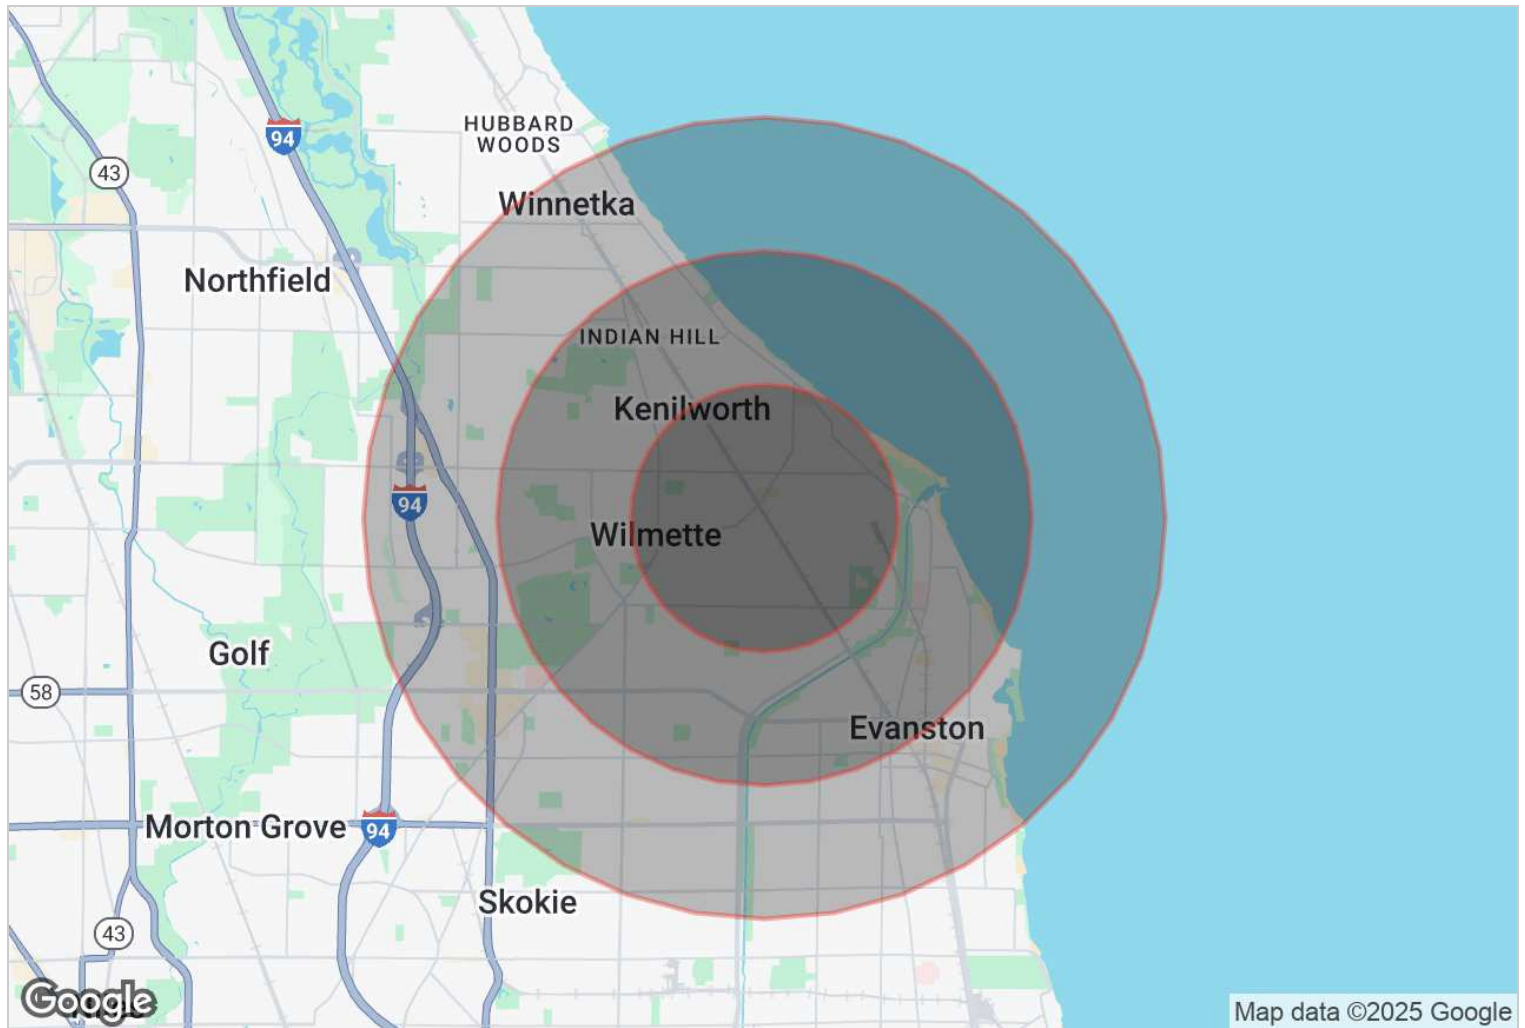 94
HUBBARD
WOODS
43
Winnetka
Northfield
INDIAN HILL
Kenilworth
94
Wilmette
Golf
58
Evanston
Morton Grove
94
Skokie
43
Google
Map data ©2025 Google